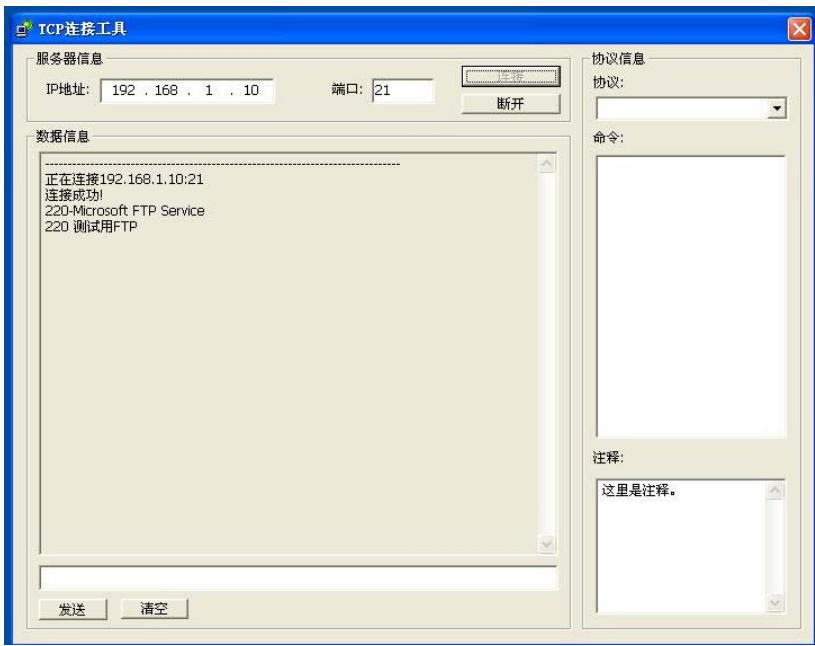 TCP连接工具
服务器信息
IP地址: 192 . 168 . 1 . 10 端口: 21
连接
断开
数据信息
--------------------------------------------------------------------------------
正在连接192.168.1.10:21
连接成功!
220-Microsoft FTP Service
220 测试用FTP
发送 清空
协议信息
协议:
命令:
注释:
这里是注释。